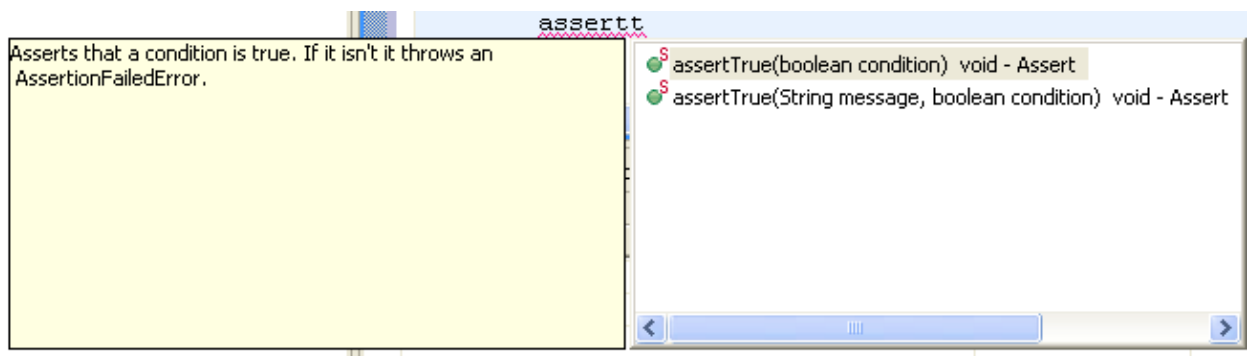 assertt
Asserts that a condition is true. If it isn't it throws an
AssertionFailedError.
S assertTrue(boolean condition) void - Assert
S assertTrue(String message, boolean condition) void - Assert